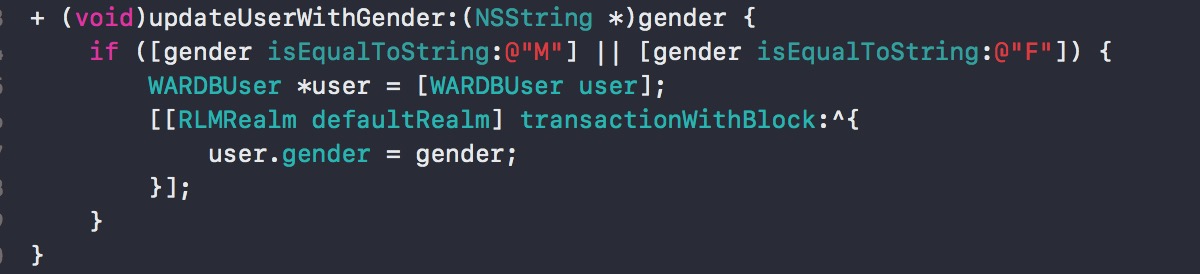 + (void)updateUserWithGender:(NSString *)gender {
    if ([gender isEqualToString:@"M"] || [gender isEqualToString:@"F"]) {
        WARDBUser *user = [WARDBUser user];
        [[RLMRealm defaultRealm] transactionWithBlock:^{
            user.gender = gender;
        }];
    }
}